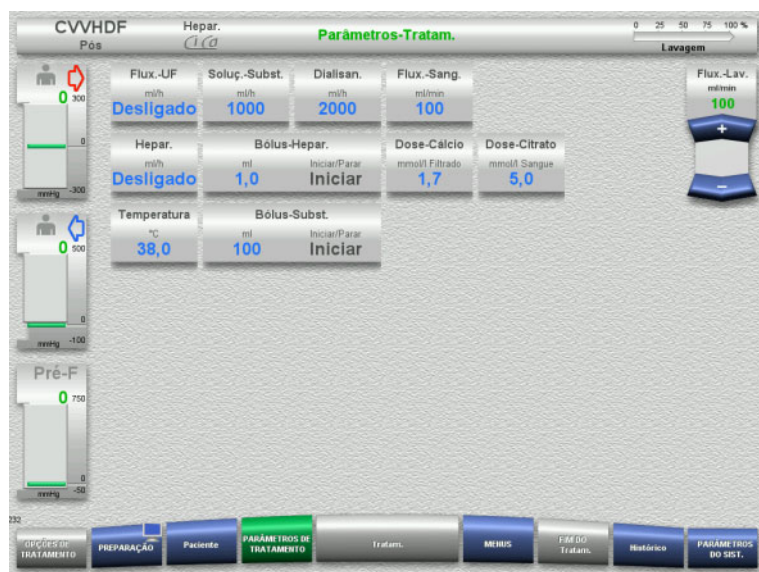 CVVHDF
Pós
Hepar.
Ci Ca
Parâmetros-Tratam.
0 25 50 75 100 %
Lavagem
0 300
0
mmHg -300
Flux.-UF
ml/h
Desligado
Soluç.-Subst.
ml/h
1000
Dialisan.
ml/h
2000
Flux.-Sang.
ml/min
100
Flux.-Lav.
ml/min
100
+
–
Hepar.
ml/h
Desligado
Bólus-Hepar.
ml Iniciar/Parar
1,0 Iniciar
Dose-Cálcio
mmol/l Filtrado
1,7
Dose-Citrato
mmol/l Sangue
5,0
0 500
0
mmHg -100
Temperatura
°C
38,0
Bólus-Subst.
ml Iniciar/Parar
100 Iniciar
Pré-F
0 750
0
mmHg -50
232
OPÇÕES DE
TRATAMENTO
PREPARAÇÃO
Paciente
PARÂMETROS DE
TRATAMENTO
Tratam.
MENUS
FIM DO
Tratam.
Histórico
PARÂMETROS
DO SIST.